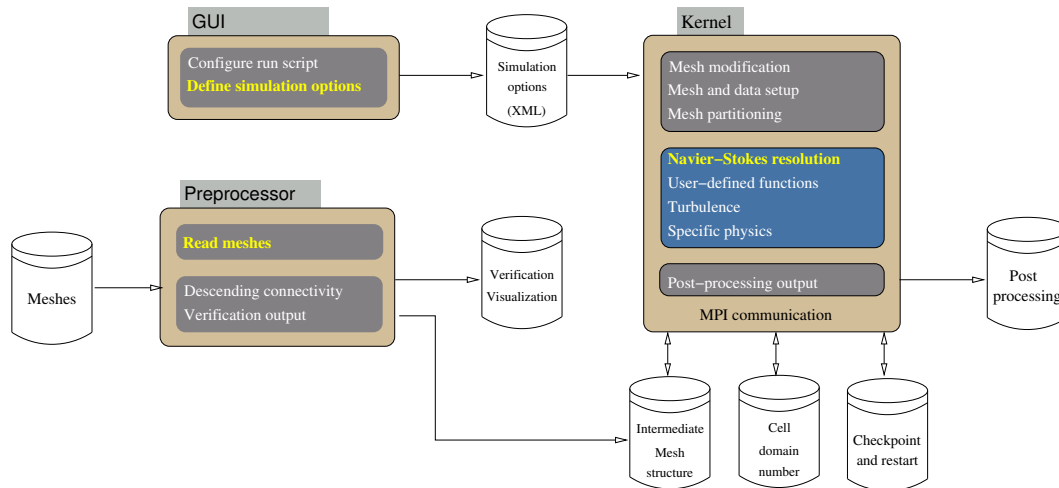 GUI
Configure run script
Define simulation options
Simulation
options
(XML)
Kernel
Mesh modification
Mesh and data setup
Mesh partitioning
Navier−Stokes resolution
User−defined functions
Turbulence
Specific physics
Post−processing output
MPI communication
Preprocessor
Read meshes
Descending connectivity
Verification output
Meshes
Verification
Visualization
Post
processing
Intermediate
Mesh
structure
Cell
domain
number
Checkpoint
and restart